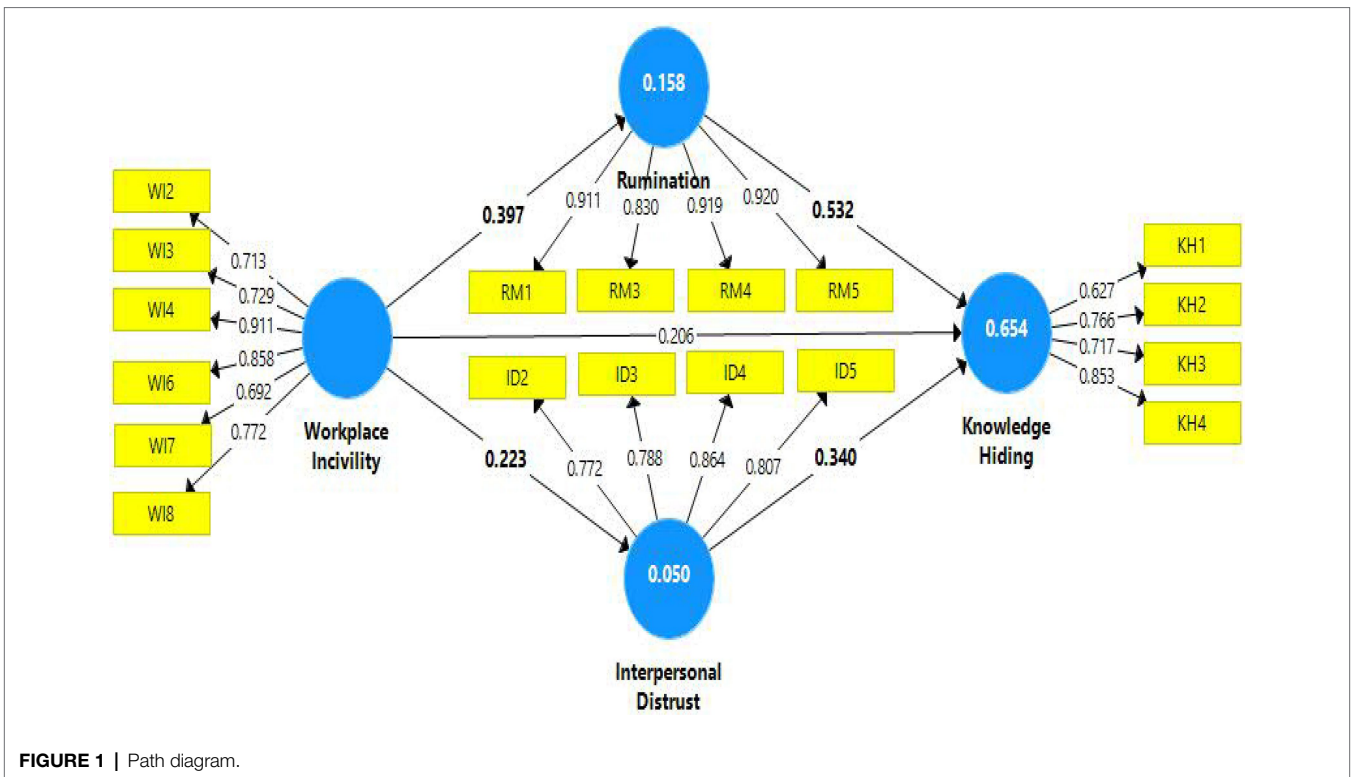 0.158
Rumination
WI2
WI3
WI4
WI6
WI7
WI8
0.713
0.729
0.911
0.858
0.692
0.772
Workplace
Incivility
0.397
0.911
0.830
0.919
0.920
0.532
RM1
RM3
RM4
RM5
0.206
ID2
ID3
ID4
ID5
0.223
0.772
0.788
0.864
0.807
0.340
0.050
Interpersonal
Distrust
0.654
Knowledge
Hiding
0.627
0.766
0.717
0.853
KH1
KH2
KH3
KH4
FIGURE 1 | Path diagram.